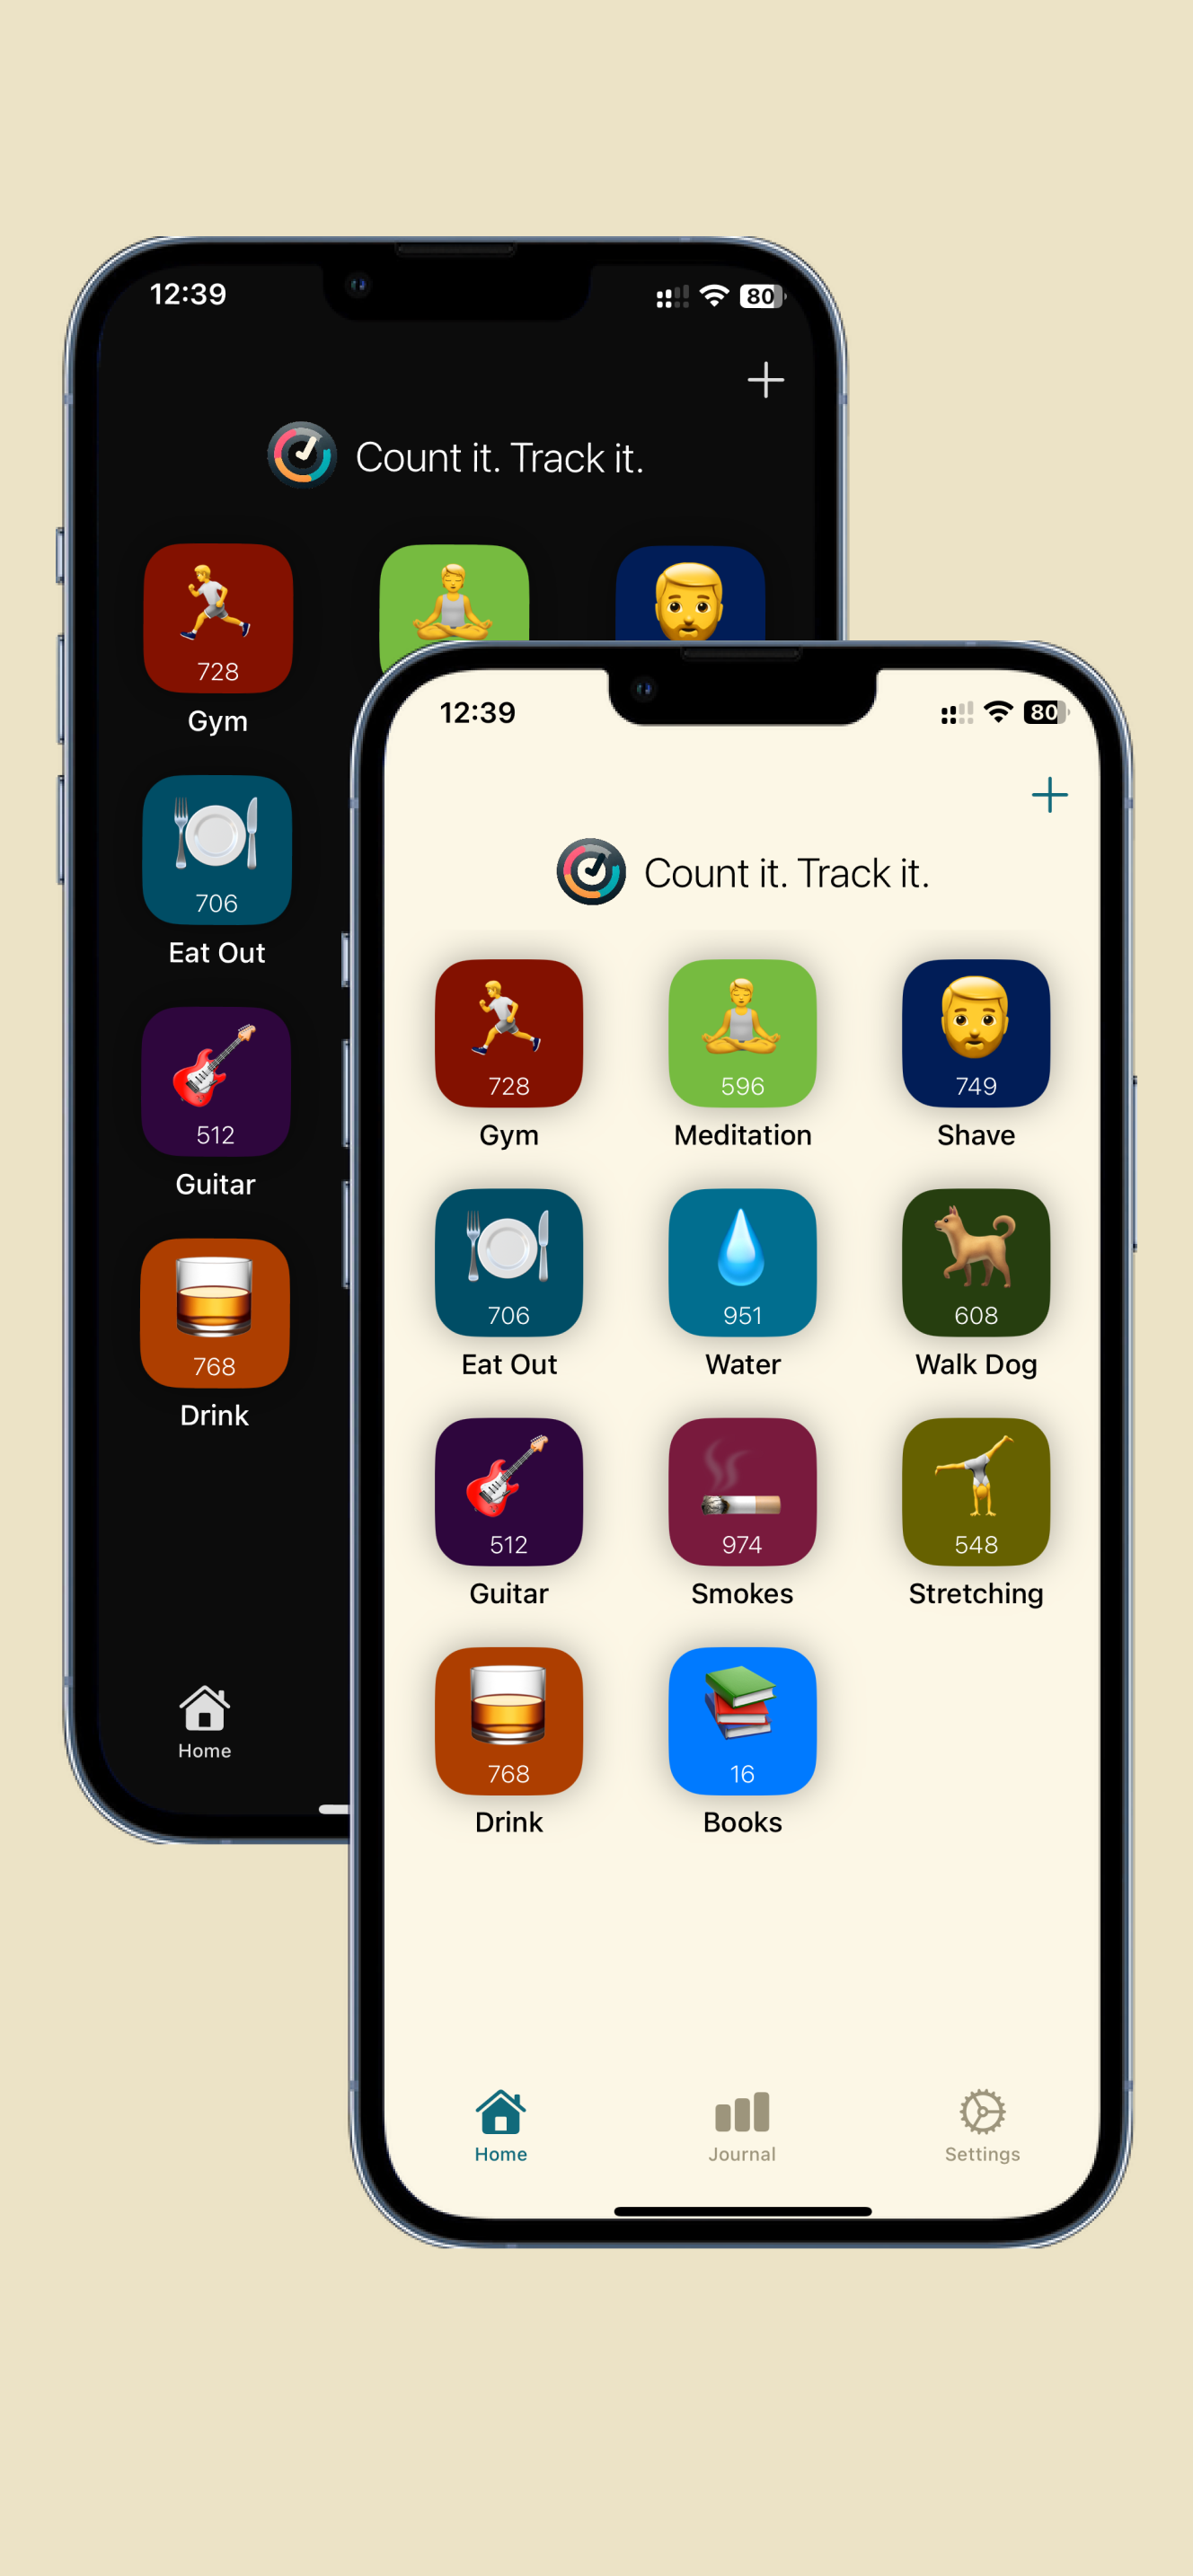 12:39
80
Count it. Track it.
728
Gym
706
Eat Out
512
Guitar
768
Drink
Home
12:39
80
Count it. Track it.
728 596 749
Gym Meditation Shave
706 951 608
Eat Out Water Walk Dog
512 974 548
Guitar Smokes Stretching
768 16
Drink Books
Home Journal Settings